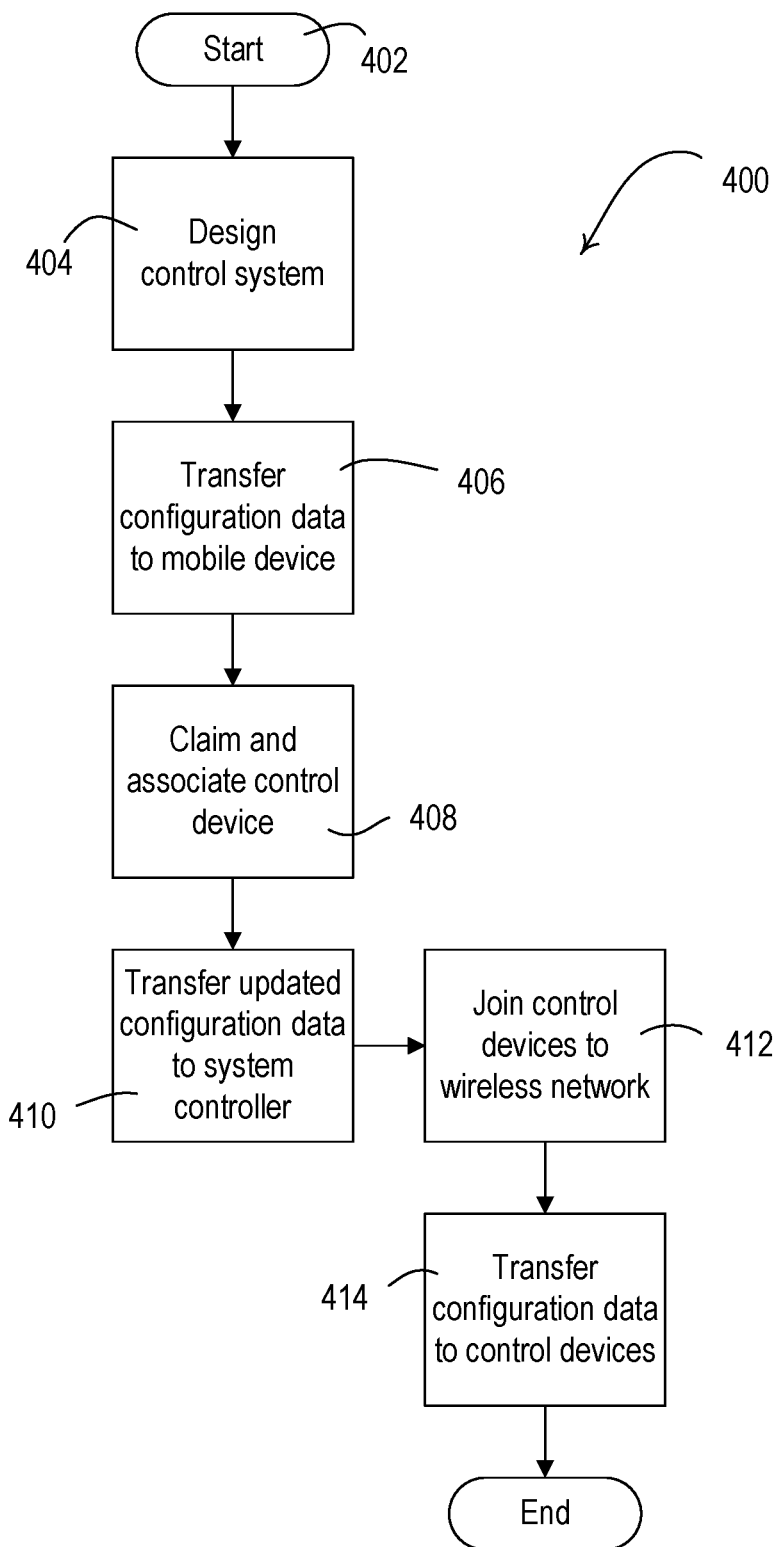 Start
402
400
Design
control system
404
Transfer
configuration data
to mobile device
406
Claim and
associate control
device
408
Transfer updated
configuration data
to system
controller
410
Join control
devices to
wireless network
412
Transfer
configuration data
to control devices
414
End